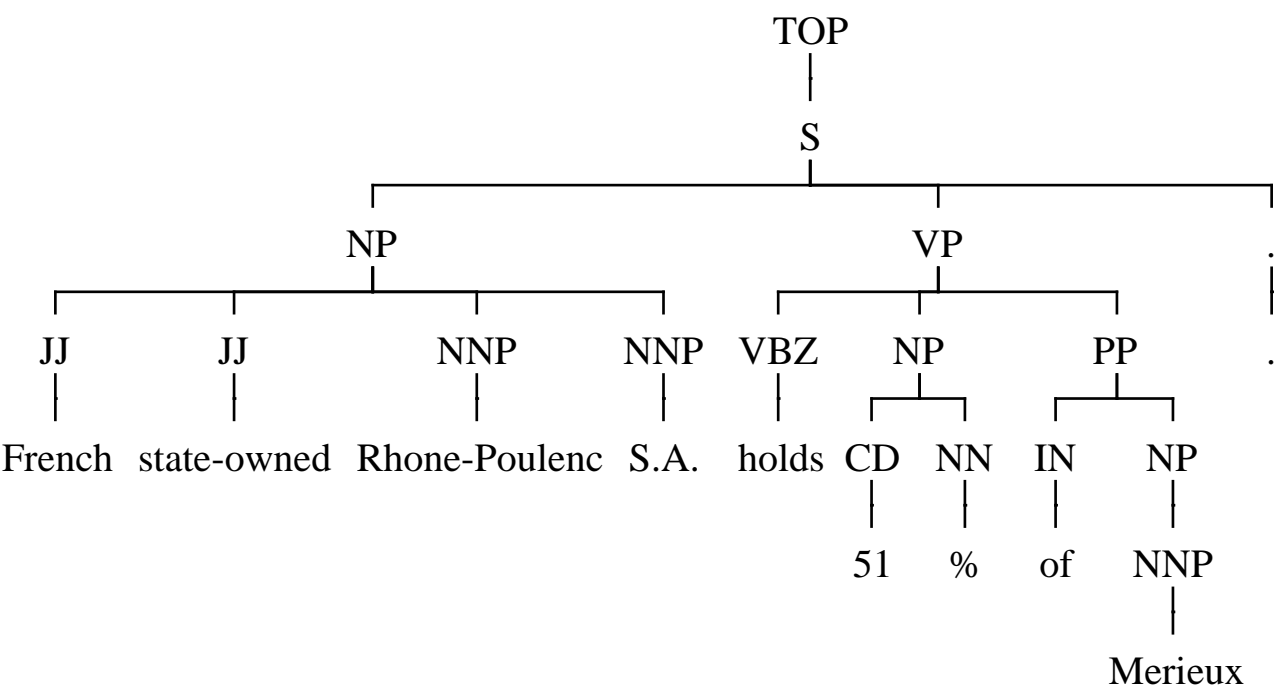 TOP
S
NP VP .
JJ JJ NNP NNP VBZ NP PP .
French state-owned Rhone-Poulenc S.A. holds CD NN IN NP
51 % of NNP
Merieux